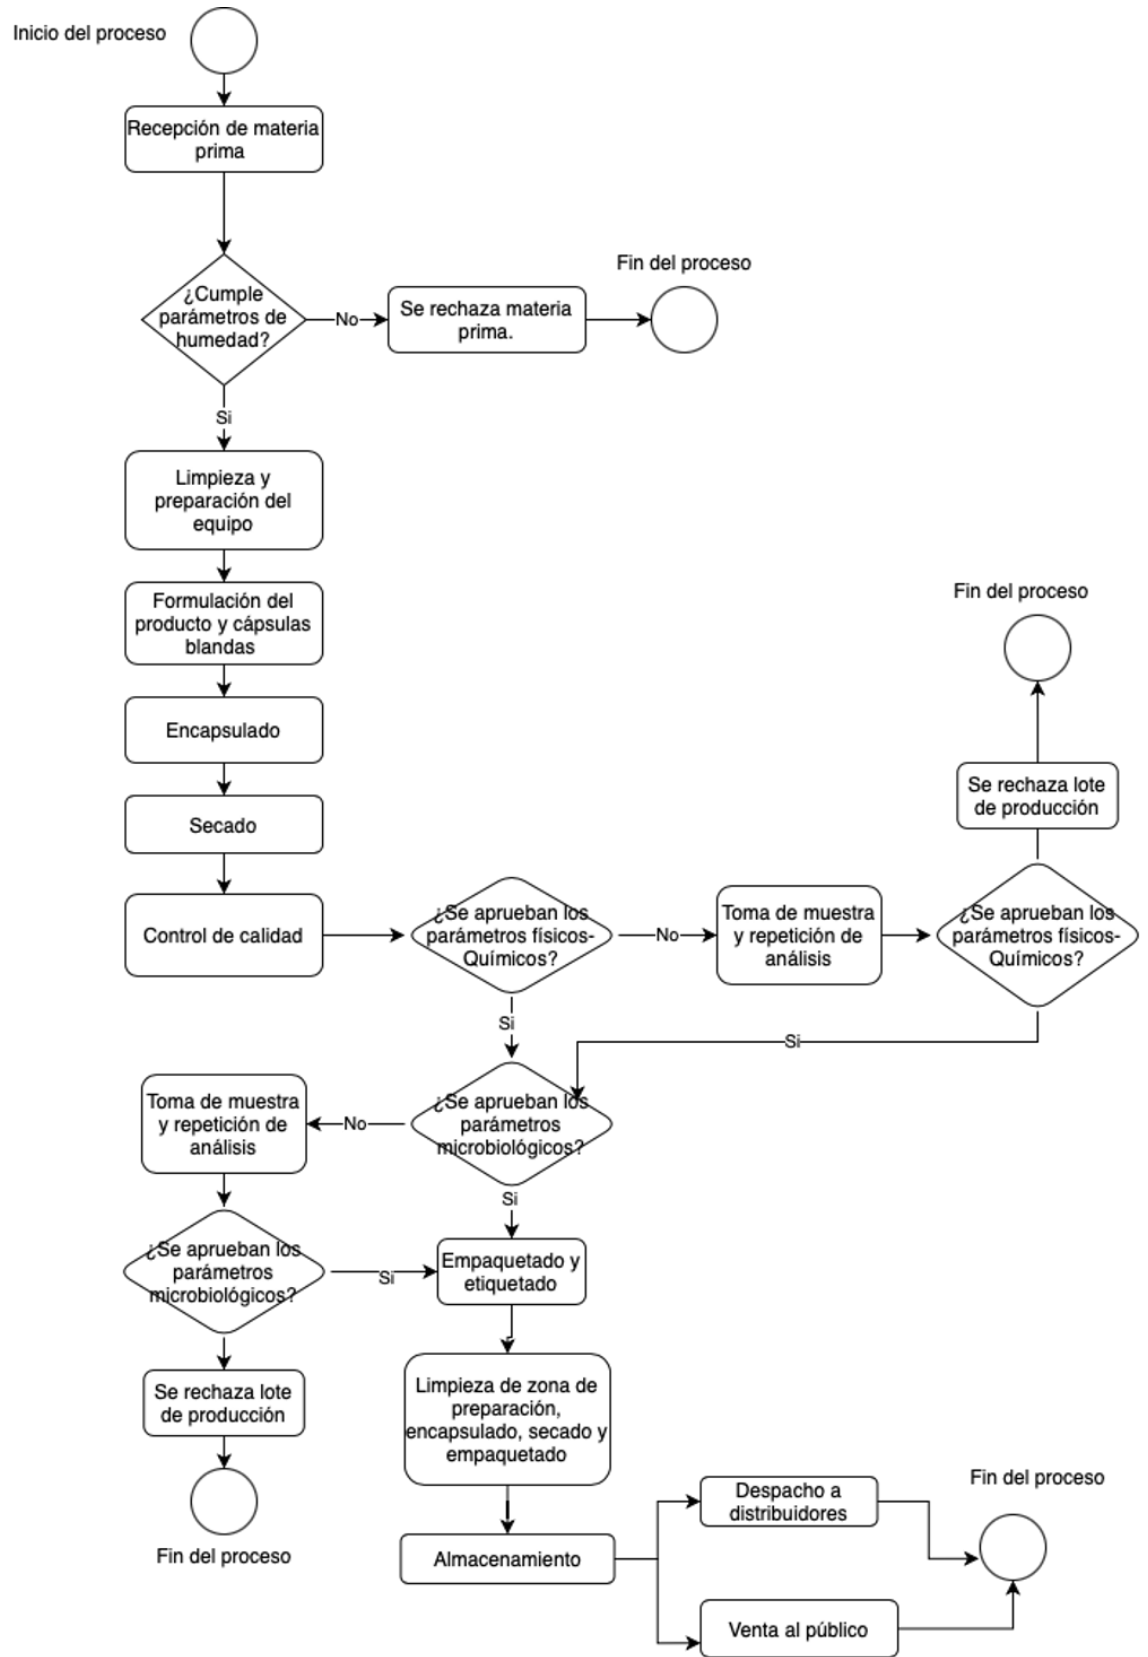 Inicio del proceso
Recepción de materia
prima
¿Cumple
parámetros de
humedad?
No
Se rechaza materia
prima.
Fin del proceso
Si
Limpieza y
preparación del
equipo
Formulación del
producto y cápsulas
blandas
Encapsulado
Secado
Control de calidad
¿Se aprueban los
parámetros físicos-
Químicos?
No
Toma de muestra
y repetición de
análisis
¿Se aprueban los
parámetros físicos-
Químicos?
Se rechaza lote
de producción
Fin del proceso
Si
Si
¿Se aprueban los
parámetros
microbiológicos?
No
Toma de muestra
y repetición de
análisis
¿Se aprueban los
parámetros
microbiológicos?
Si
Se rechaza lote
de producción
Fin del proceso
Si
Empaquetado y
etiquetado
Limpieza de zona de
preparación,
encapsulado, secado y
empaquetado
Almacenamiento
Despacho a
distribuidores
Venta al público
Fin del proceso